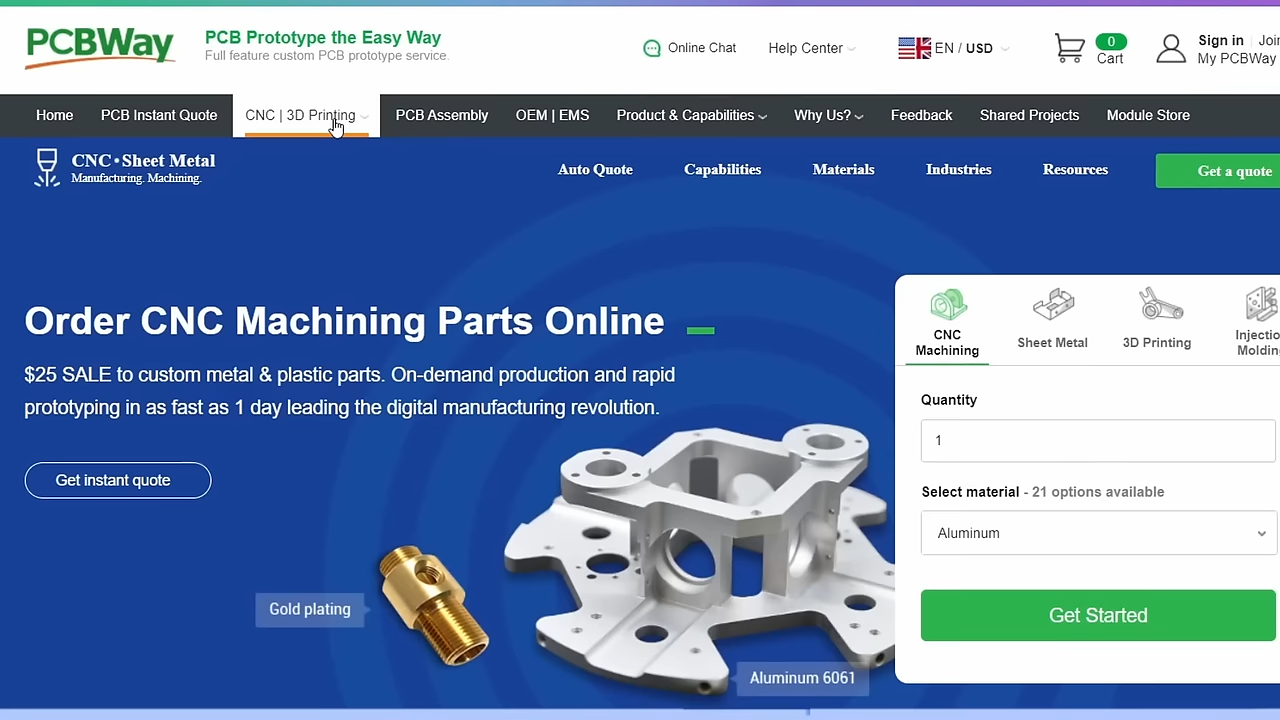 PCBWay
PCB Prototype the Easy Way
Full feature custom PCB prototype service.
Online Chat
Help Center
EN / USD
0
Cart
Sign in
My PCBWay
Home
PCB Instant Quote
CNC | 3D Printing
PCB Assembly
OEM | EMS
Product & Capabilities
Why Us?
Feedback
Shared Projects
Module Store
CNC•Sheet Metal
Manufacturing. Machining.
Auto Quote
Capabilities
Materials
Industries
Resources
Get a quote
Order CNC Machining Parts Online
$25 SALE to custom metal & plastic parts. On-demand production and rapid
prototyping in as fast as 1 day leading the digital manufacturing revolution.
Get instant quote
Gold plating
Aluminum 6061
CNC
Machining
Sheet Metal
3D Printing
Quantity
1
Select material - 21 options available
Aluminum
Get Started